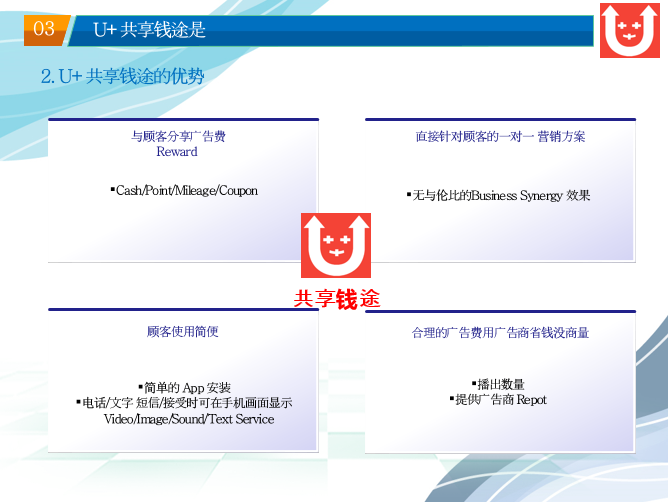 03
U+ 共享钱途是
2. U+ 共享钱途的优势
与顾客分享广告费
Reward
▪Cash/Point/Mileage/Coupon
直接针对顾客的一对一 营销方案
▪无与伦比的Business Synergy 效果
共享钱途
顾客使用简便
▪简单的 App 安装
▪电话/文字 短信/接受时可在手机画面显示
Video/Image/Sound/Text Service
合理的广告费用广告商省钱没商量
▪播出数量
▪提供广告商 Repot